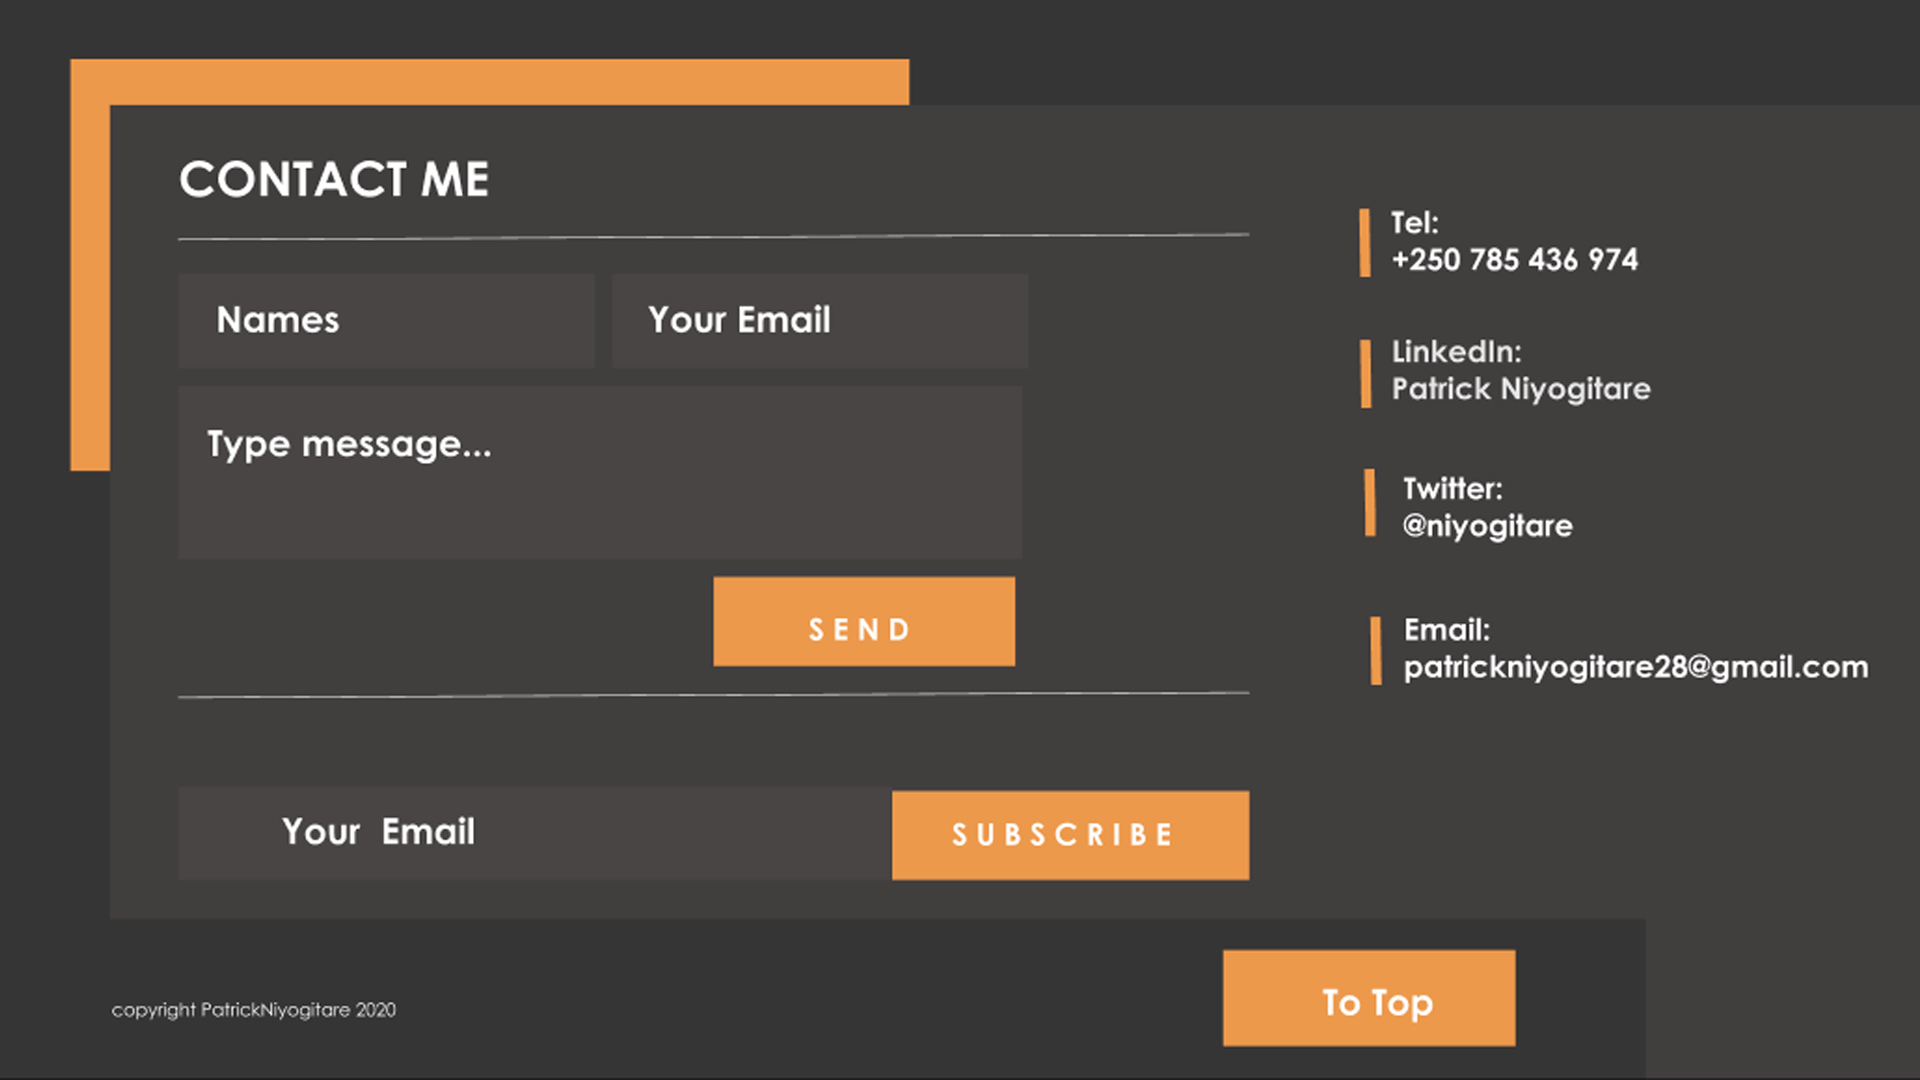 CONTACT ME
Names
Your Email
Type message...
SEND
Your  Email
SUBSCRIBE
Tel:
+250 785 436 974
LinkedIn:
Patrick Niyogitare
Twitter:
@niyogitare
Email:
patrickniyogitare28@gmail.com
To Top
copyright PatrickNiyogitare 2020